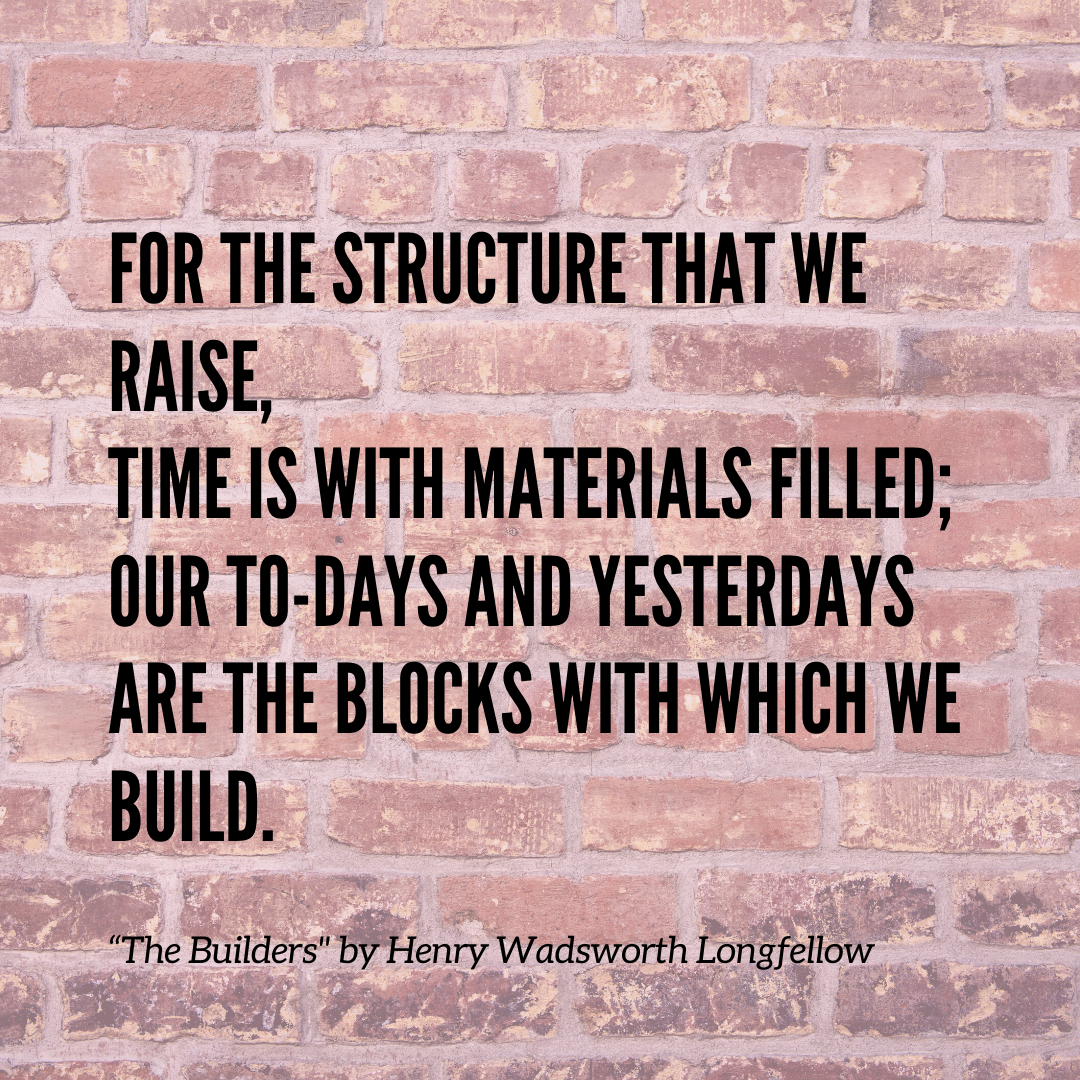 FOR THE STRUCTURE THAT WE
RAISE,
TIME IS WITH MATERIALS FILLED;
OUR TO-DAYS AND YESTERDAYS
ARE THE BLOCKS WITH WHICH WE
BUILD.
“The Builders" by Henry Wadsworth Longfellow